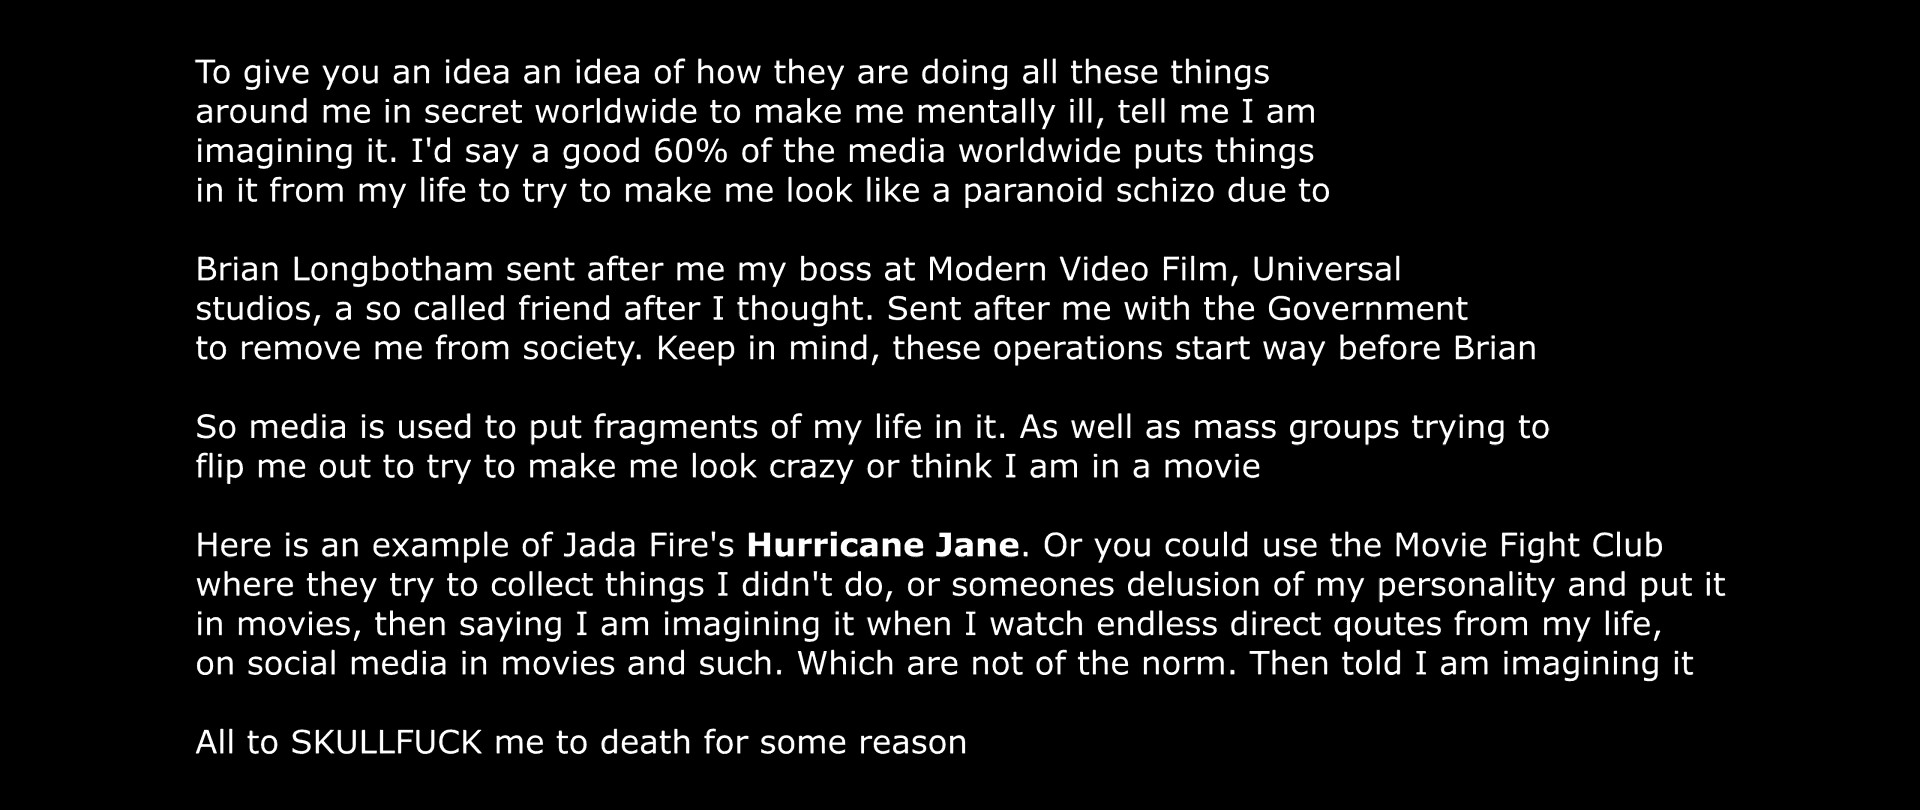 To give you an idea an idea of how they are doing all these things
around me in secret worldwide to make me mentally ill, tell me I am
imagining it. I'd say a good 60% of the media worldwide puts things
in it from my life to try to make me look like a paranoid schizo due to
Brian Longbotham sent after me my boss at Modern Video Film, Universal
studios, a so called friend after I thought. Sent after me with the Government
to remove me from society. Keep in mind, these operations start way before Brian
So media is used to put fragments of my life in it. As well as mass groups trying to
flip me out to try to make me look crazy or think I am in a movie
Here is an example of Jada Fire's Hurricane Jane. Or you could use the Movie Fight Club
where they try to collect things I didn't do, or someones delusion of my personality and put it
in movies, then saying I am imagining it when I watch endless direct qoutes from my life,
on social media in movies and such. Which are not of the norm. Then told I am imagining it
All to SKULLFUCK me to death for some reason